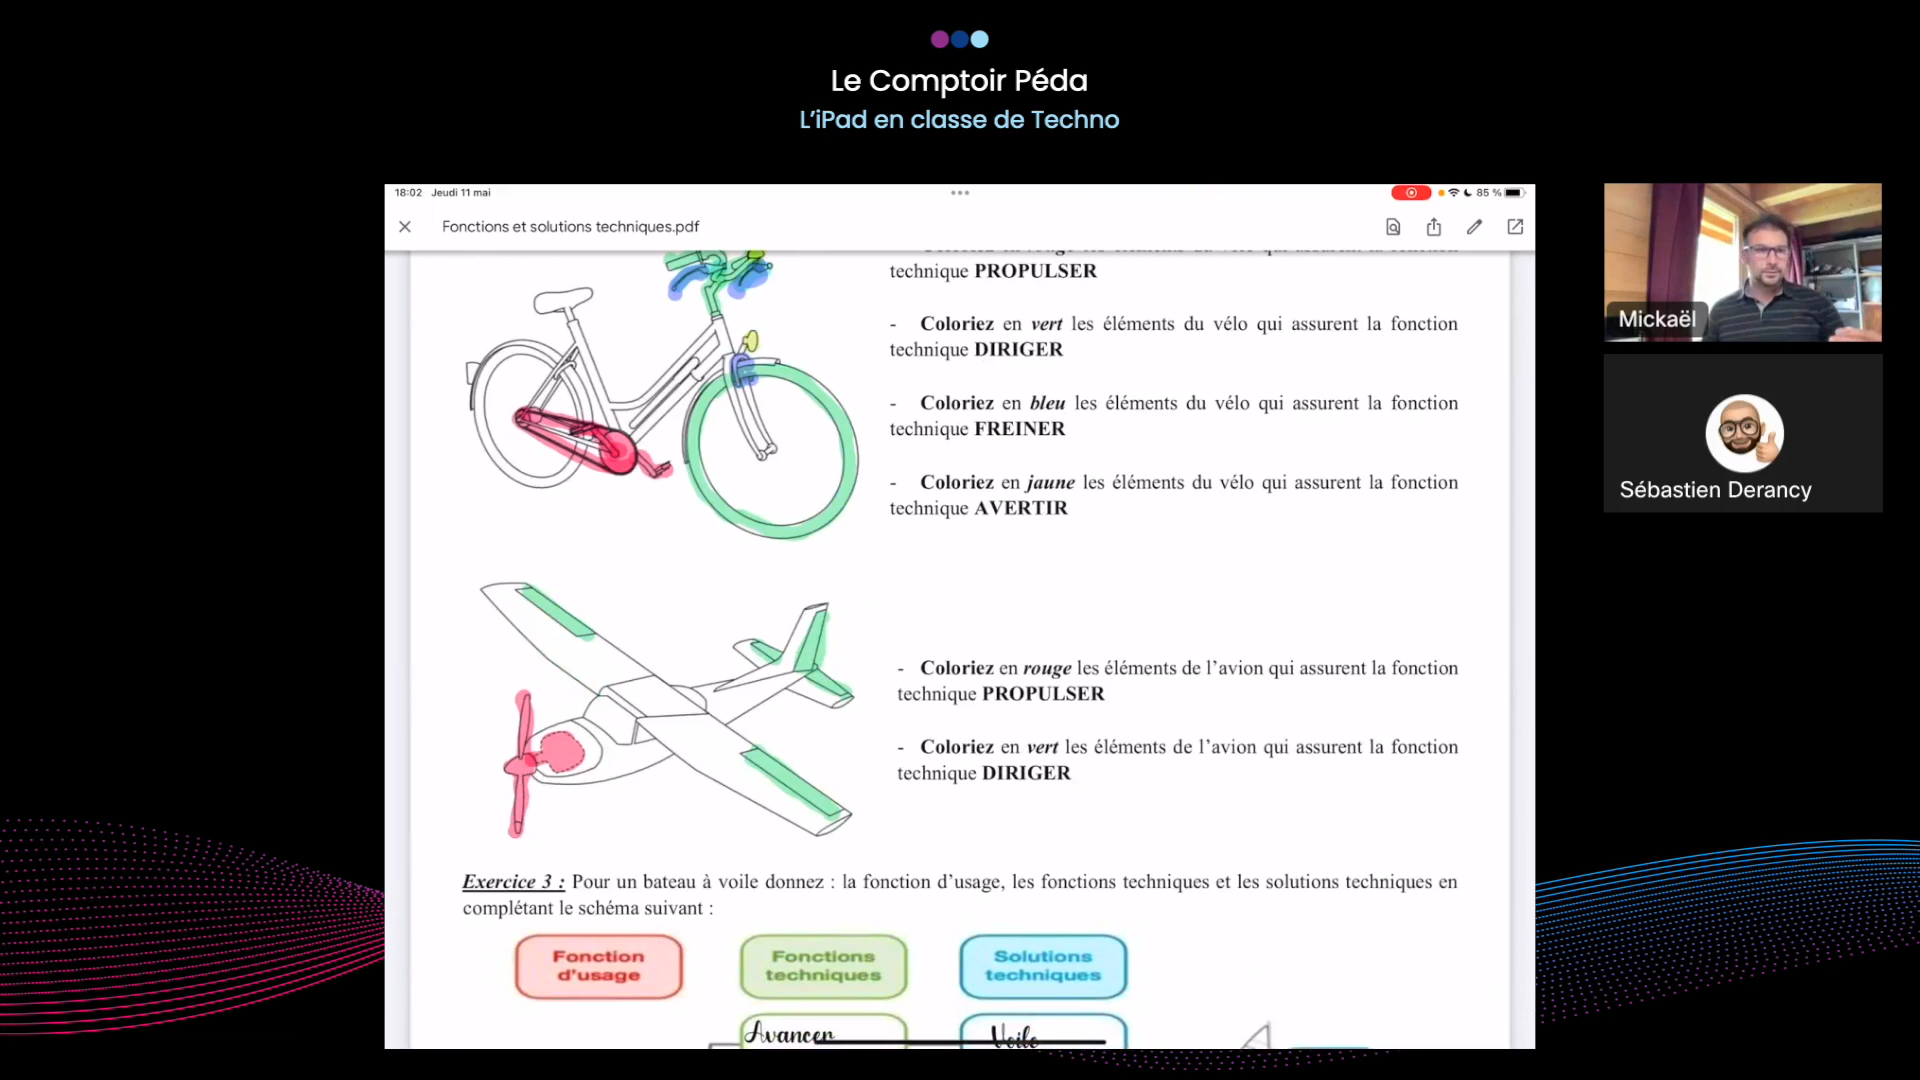 Le Comptoir Péda
L'iPad en classe de Techno
18:02 Jeudi 11 mai
85 %
Fonctions et solutions techniques.pdf
technique PROPULSER
- Coloriez en vert les éléments du vélo qui assurent la fonction
technique DIRIGER
- Coloriez en bleu les éléments du vélo qui assurent la fonction
technique FREINER
- Coloriez en jaune les éléments du vélo qui assurent la fonction
technique AVERTIR
- Coloriez en rouge les éléments de l'avion qui assurent la fonction
technique PROPULSER
- Coloriez en vert les éléments de l'avion qui assurent la fonction
technique DIRIGER
Exercice 3 : Pour un bateau à voile donnez : la fonction d'usage, les fonctions techniques et les solutions techniques en
complétant le schéma suivant :
Fonction
d'usage
Fonctions
techniques
Solutions
techniques
Avancer
Voile
Mickaël
Sébastien Derancy